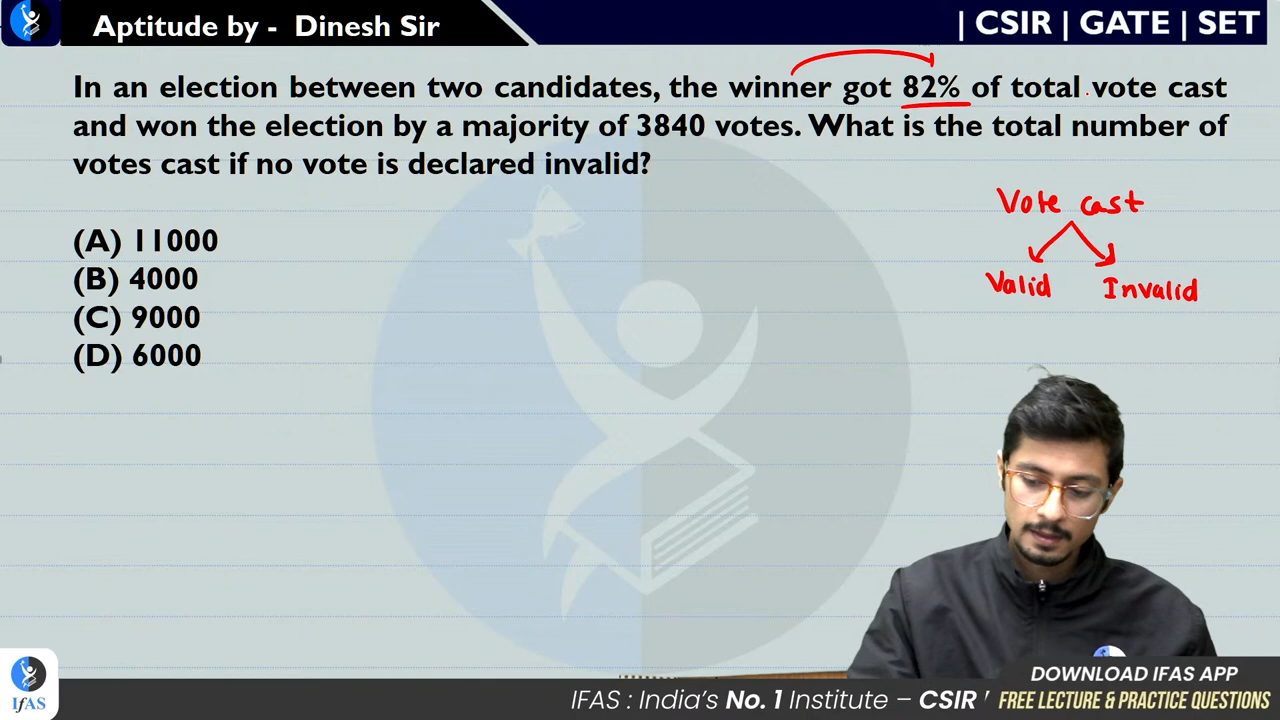 Aptitude by - Dinesh Sir
| CSIR | GATE | SET
In an election between two candidates, the winner got 82% of total vote cast
and won the election by a majority of 3840 votes. What is the total number of
votes cast if no vote is declared invalid?
Vote cast
Valid Invalid
(A) 11000
(B) 4000
(C) 9000
(D) 6000
IFAS
DOWNLOAD IFAS APP
IFAS : India's No. 1 Institute – CSIR
FREE LECTURE & PRACTICE QUESTIONS